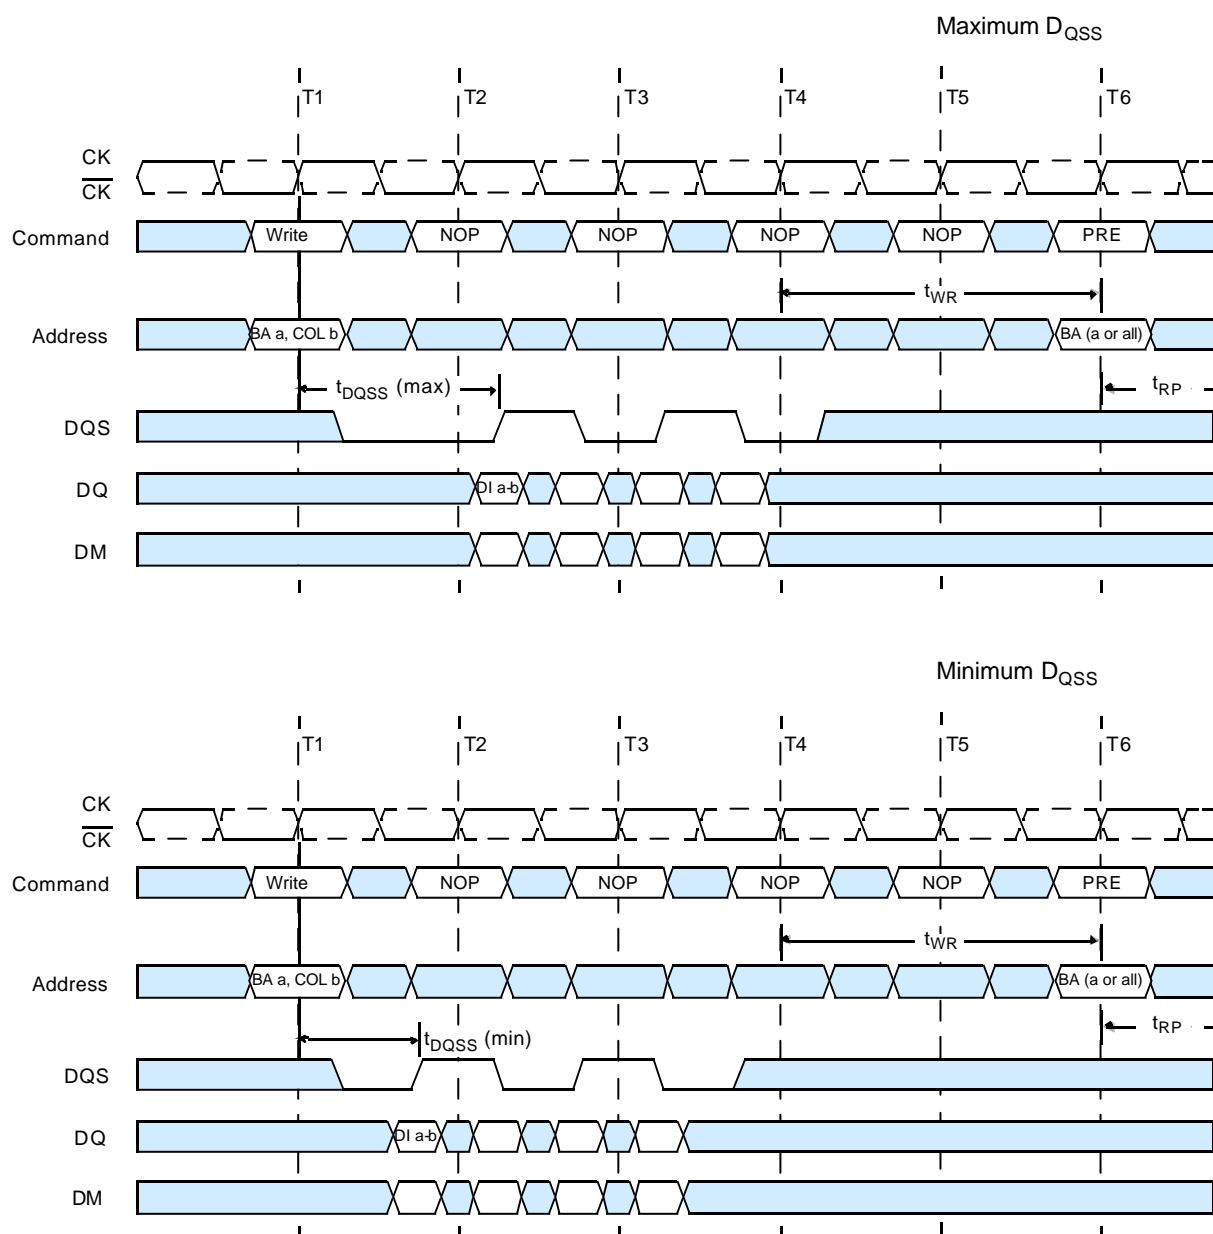 Maximum DQSS
T1 T2 T3 T4 T5 T6
CK
CK
Command Write NOP NOP NOP NOP PRE
tWR
Address BA a, COL b BA (a or all)
tDQSS (max) tRP
DQS
DQ DI a-b
DM
Minimum DQSS
T1 T2 T3 T4 T5 T6
CK
CK
Command Write NOP NOP NOP NOP PRE
tWR
Address BA a, COL b BA (a or all)
tDQSS (min) tRP
DQS
DQ DI a-b
DM